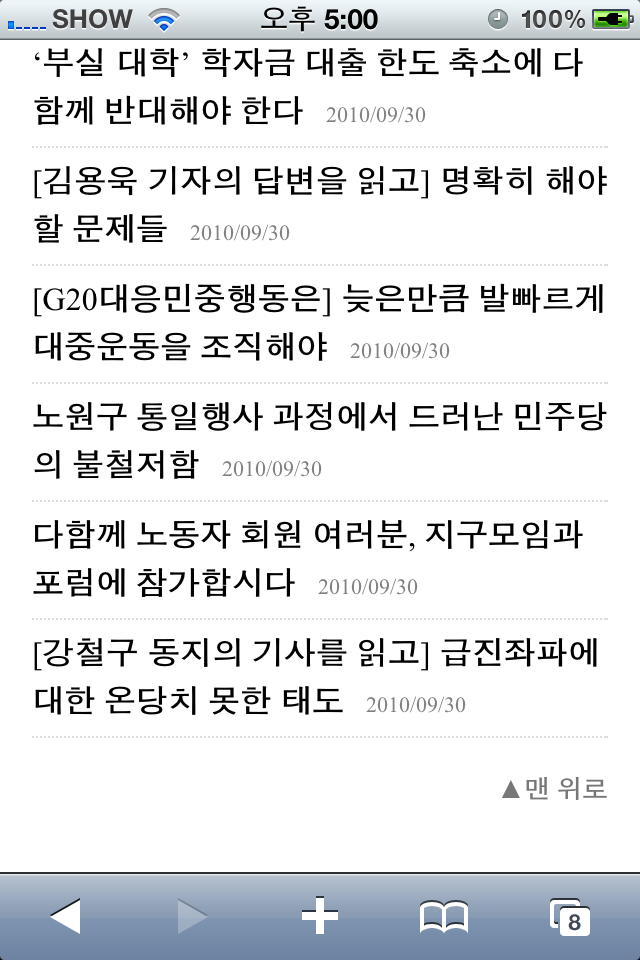 SHOW 오후 5:00 100%
‘부실 대학’ 학자금 대출 한도 축소에 다
함께 반대해야 한다 2010/09/30
[김용욱 기자의 답변을 읽고] 명확히 해야
할 문제들 2010/09/30
[G20대응민중행동은] 늦은만큼 발빠르게
대중운동을 조직해야 2010/09/30
노원구 통일행사 과정에서 드러난 민주당
의 불철저함 2010/09/30
다함께 노동자 회원 여러분, 지구모임과
포럼에 참가합시다 2010/09/30
[강철구 동지의 기사를 읽고] 급진좌파에
대한 온당치 못한 태도 2010/09/30
▲맨 위로
8